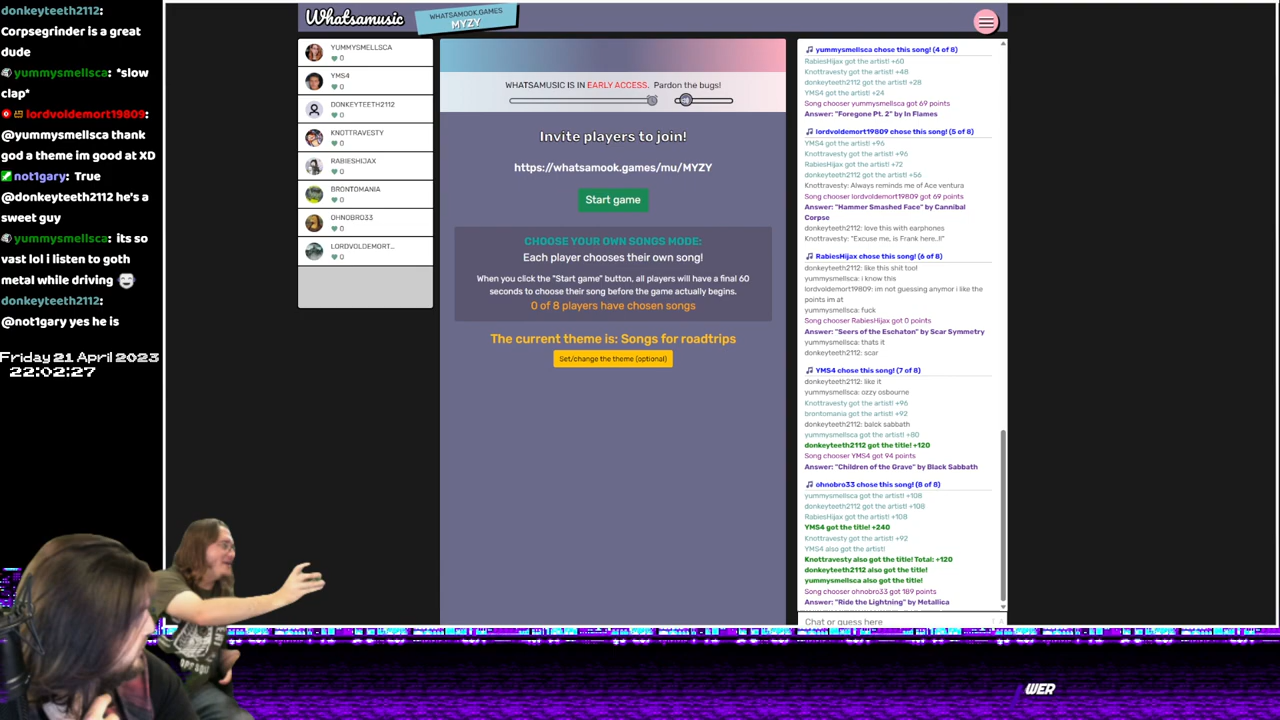 donkeyteeth2112:
Corpsegrinder is a great
dude
yummysmellsca: *slow
clap*
lordvoldemort19809:
@yummysmellsca thank
got a theme im good with
not1gary: True
@donkeyteeth2112 is a
sweet guy
yummysmellsca: its so
vast lol i listen to goth
shit while driving
donkeyteeth2112:
@not1gary yes he is
Friday 21 April 2023
22:02:27
Whatsamusic
WHATSAMOOK.GAMES
MYZY
YUMMYSMELLSCA
0
YMS4
0
DONKEYTEETH2112
0
KNOTTRAVESTY
0
RABIESHIJAX
0
BRONTOMANIA
0
OHNOBRO33
0
LORDVOLDEMORT...
0
WHATSAMUSIC IS IN EARLY ACCESS. Pardon the bugs!
Invite players to join!
https://whatsamook.games/mu/MYZY
Start game
CHOOSE YOUR OWN SONGS MODE:
Each player chooses their own song!
When you click the "Start game" button, all players will have a final 60
seconds to choose their song before the game actually begins.
0 of 8 players have chosen songs
The current theme is: Songs for roadtrips
Set/change the theme (optional)
yummysmellsca chose this song! (4 of 8)
RabiesHijax got the artist! +60
Knottravesty got the artist! +48
donkeyteeth2112 got the artist! +28
YMS4 got the artist! +24
Song chooser yummysmellsca got 69 points
Answer: "Foregone Pt. 2" by In Flames
lordvoldemort19809 chose this song! (5 of 8)
YMS4 got the artist! +96
Knottravesty got the artist! +96
RabiesHijax got the artist! +72
donkeyteeth2112 got the artist! +56
Knottravesty: Always reminds me of Ace ventura
Song chooser lordvoldemort19809 got 69 points
Answer: "Hammer Smashed Face" by Cannibal
Corpse
donkeyteeth2112: love this with earphones
Knottravesty: "Excuse me, is Frank here..!!"
RabiesHijax chose this song! (6 of 8)
donkeyteeth2112: like this shit too!
yummysmellsca: i know this
lordvoldemort19809: im not guessing anymor i like the
points im at
yummysmellsca: fuck
Song chooser RabiesHijax got 0 points
Answer: "Seers of the Eschaton" by Scar Symmetry
yummysmellsca: thats it
donkeyteeth2112: scar
YMS4 chose this song! (7 of 8)
donkeyteeth2112: like it
yummysmellsca: ozzy osbourne
Knottravesty got the artist! +96
brontomania got the artist! +92
donkeyteeth2112: balck sabbath
yummysmellsca got the artist! +80
donkeyteeth2112 got the title! +120
Song chooser YMS4 got 94 points
Answer: "Children of the Grave" by Black Sabbath
ohnobro33 chose this song! (8 of 8)
yummysmellsca got the artist! +108
donkeyteeth2112 got the artist! +108
RabiesHijax got the artist! +108
YMS4 got the title! +240
Knottravesty got the artist! +92
YMS4 also got the artist!
Knottravesty also got the title! Total: +120
donkeyteeth2112 also got the title!
yummysmellsca also got the title!
Song chooser ohnobro33 got 189 points
Answer: "Ride the Lightning" by Metallica
Chat or guess here